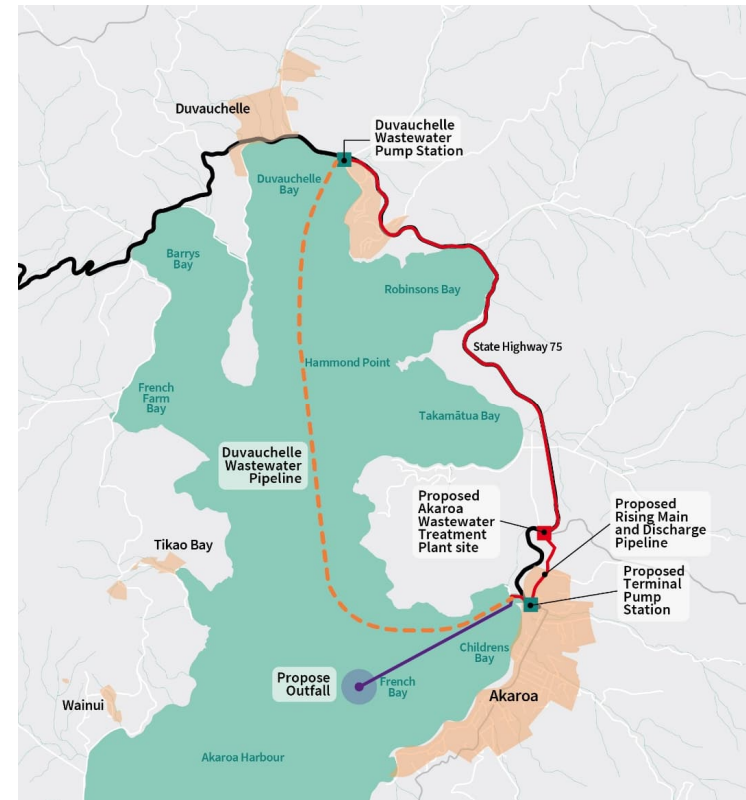 Duvauchelle
Duvauchelle
Wastewater
Pump Station
Duvauchelle
Bay
Barrys
Bay
Robinsons Bay
State Highway 75
Hammond Point
French
Farm
Bay
Takamātua Bay
Duvauchelle
Wastewater
Pipeline
Proposed
Akaroa
Wastewater
Treatment
Plant site
Proposed
Rising Main
and Discharge
Pipeline
Tikao Bay
Proposed
Terminal
Pump
Station
Childrens
Bay
Propose
Outfall
French
Bay
Akaroa
Wainui
Akaroa Harbour